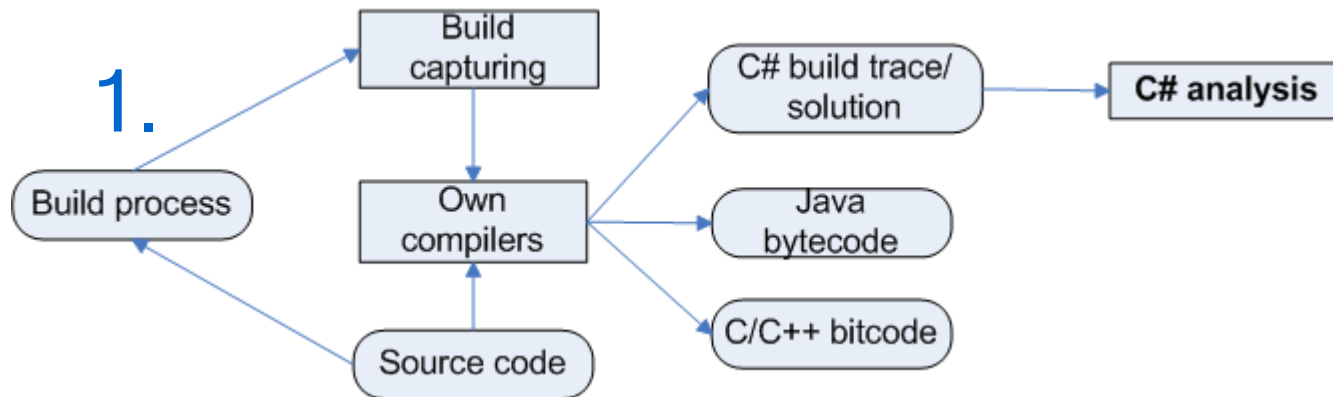 1.
Build process
Build
capturing
Own
compilers
Source code
C# build trace/
solution
Java
bytecode
C/C++ bitcode
C# analysis